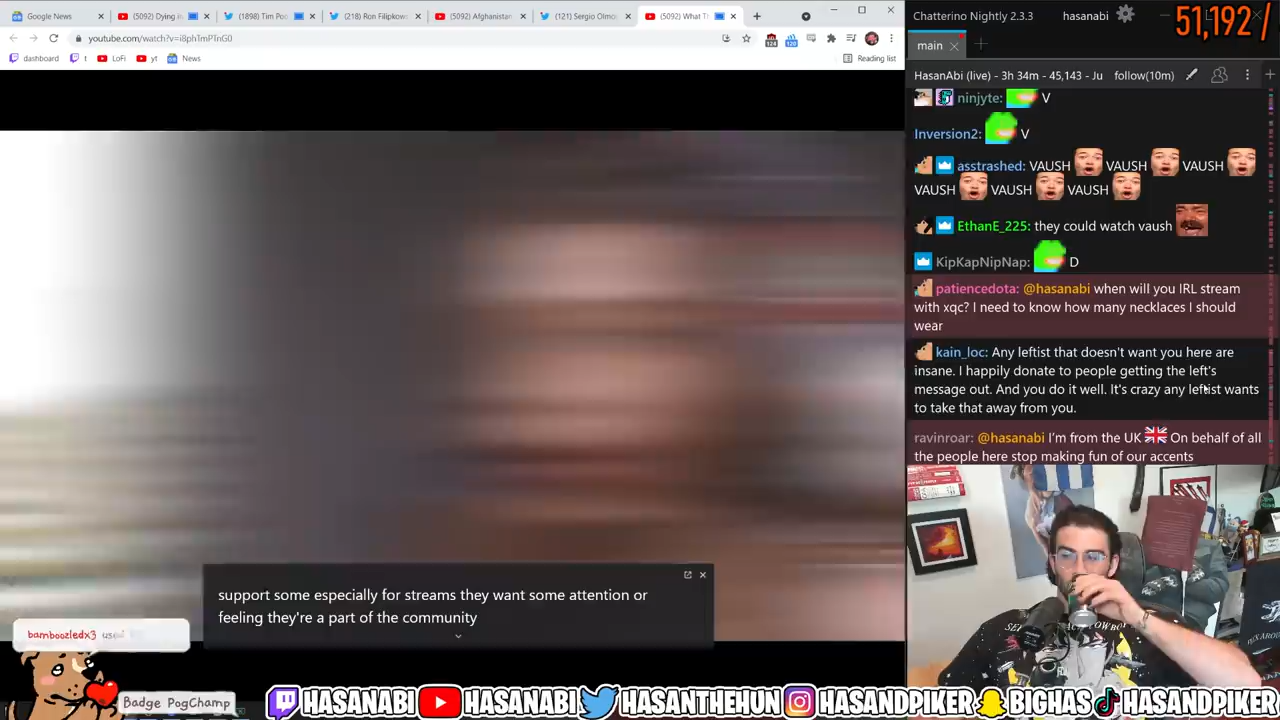 Google News
(5092) Dying
(1898) Tim Poo
(218) Ron Filipkows
(5092) Afghanistan
(121) Sergio Olmo
(5092) What Th
youtube.com/watch?v=i8phTmPTnG0
124
120
dashboard
t
LoFi
yt
News
Reading list
Chatterino Nightly 2.3.3
hasanabi
51,192 /
main
HasanAbi (live) - 3h 34m - 45,143 - Ju
follow(10m)
ninjyte: V
Inversion2: V
asstrashed: VAUSH VAUSH VAUSH
VAUSH VAUSH VAUSH
EthanE_225: they could watch vaush
KipKapNipNap: D
patiencedota: @hasanabi when will you IRL stream
with xqc? I need to know how many necklaces I should
wear
kain_loc: Any leftist that doesn't want you here are
insane. I happily donate to people getting the left's
message out. And you do it well. It's crazy any leftist wants
to take that away from you.
ravinroar: @hasanabi I'm from the UK On behalf of all
the people here stop making fun of our accents
support some especially for streams they want some attention or
feeling they're a part of the community
bamboozledx3 used
Badge PogChamp
HASANABI HASANABI HASANTHEHUN HASANDPIKER BIGHAS HASANDPIKER